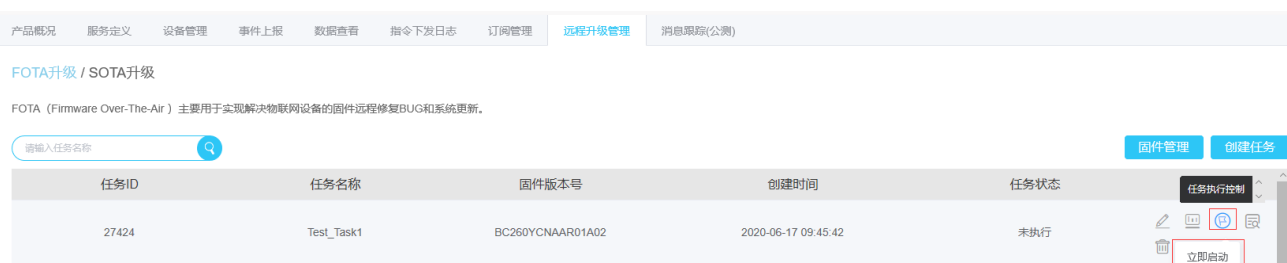 产品概况 服务定义 设备管理 事件上报 数据查看 指令下发日志 订阅管理 远程升级管理 消息跟踪(公测)
FOTA升级 / SOTA升级
FOTA（Firmware Over-The-Air ）主要用于实现解决物联网设备的固件远程修复BUG和系统更新。
请输入任务名称 固件管理 创建任务
任务ID 任务名称 固件版本号 创建时间 任务状态 任务执行控制
27424 Test_Task1 BC260YCNAAR01A02 2020-06-17 09:45:42 未执行
立即启动